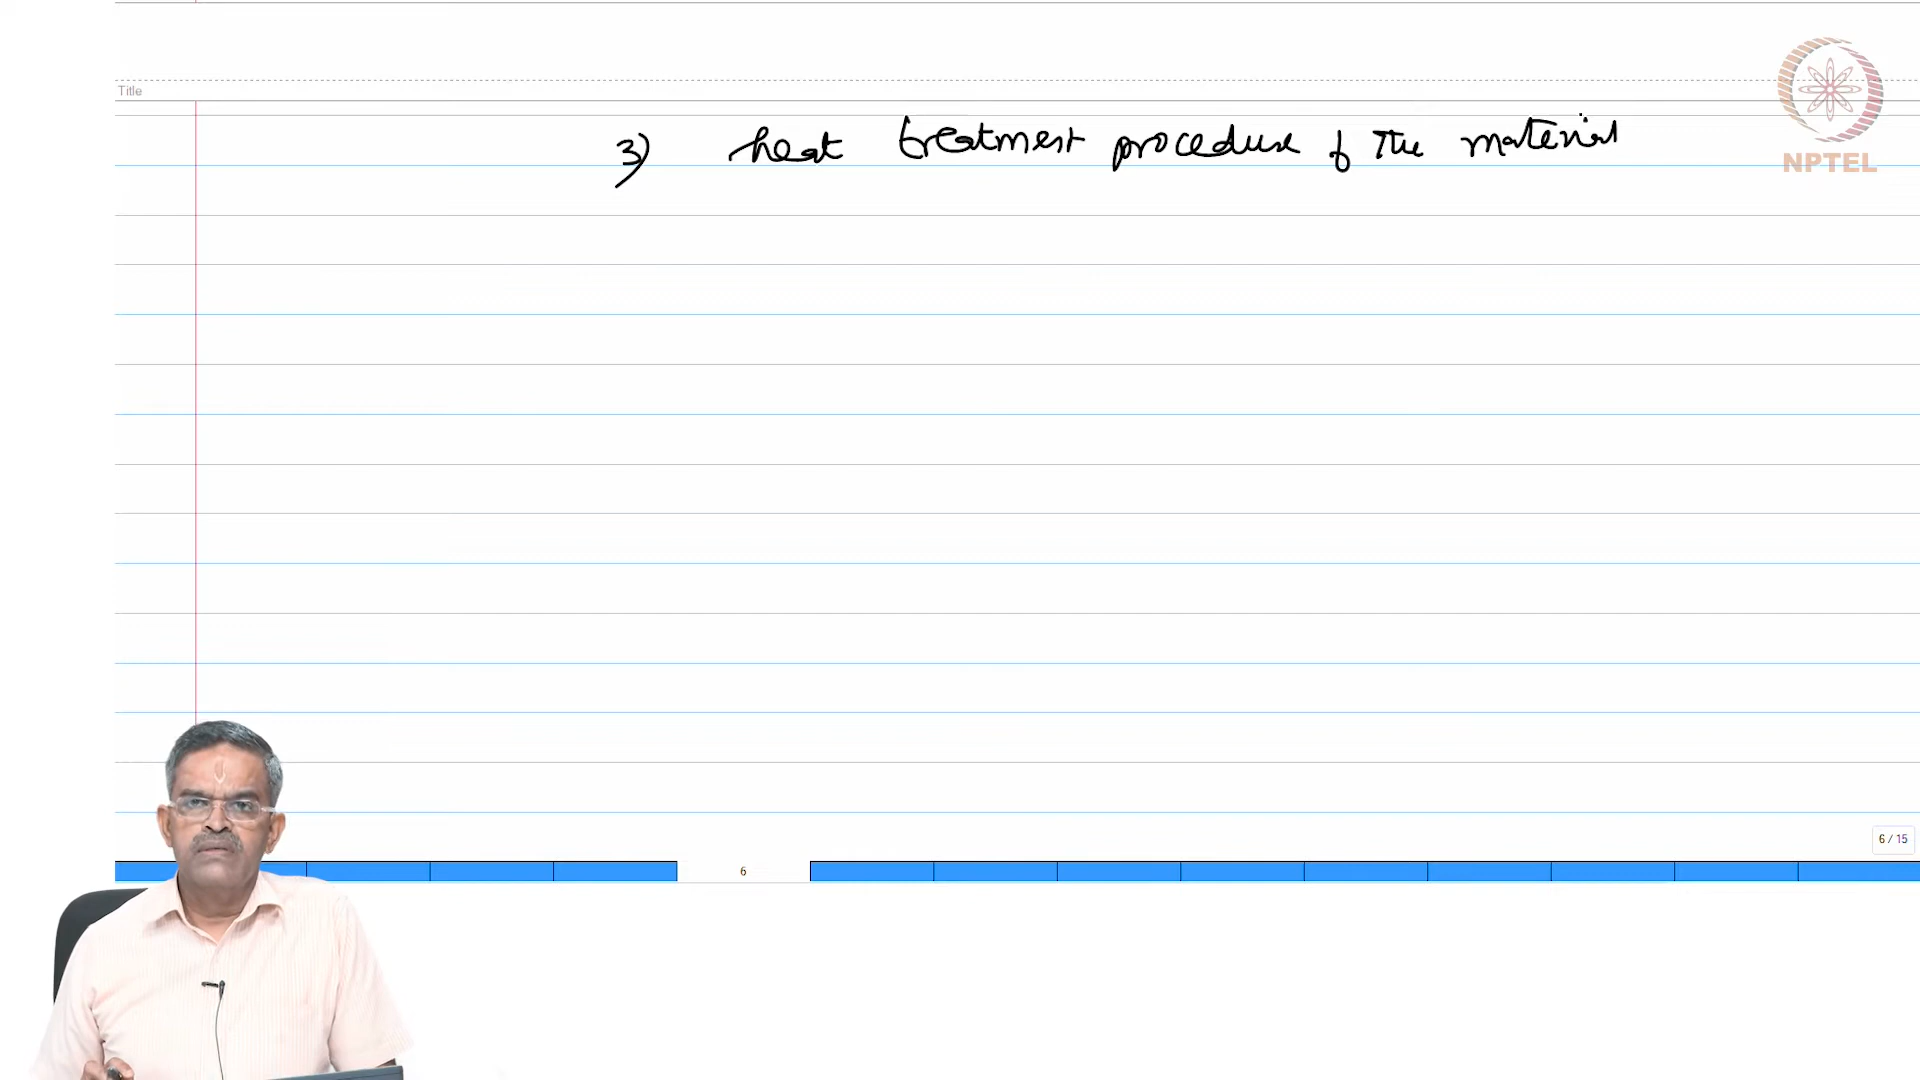 Title
3) heat treatment procedure of the material
NPTEL
6 / 15
6